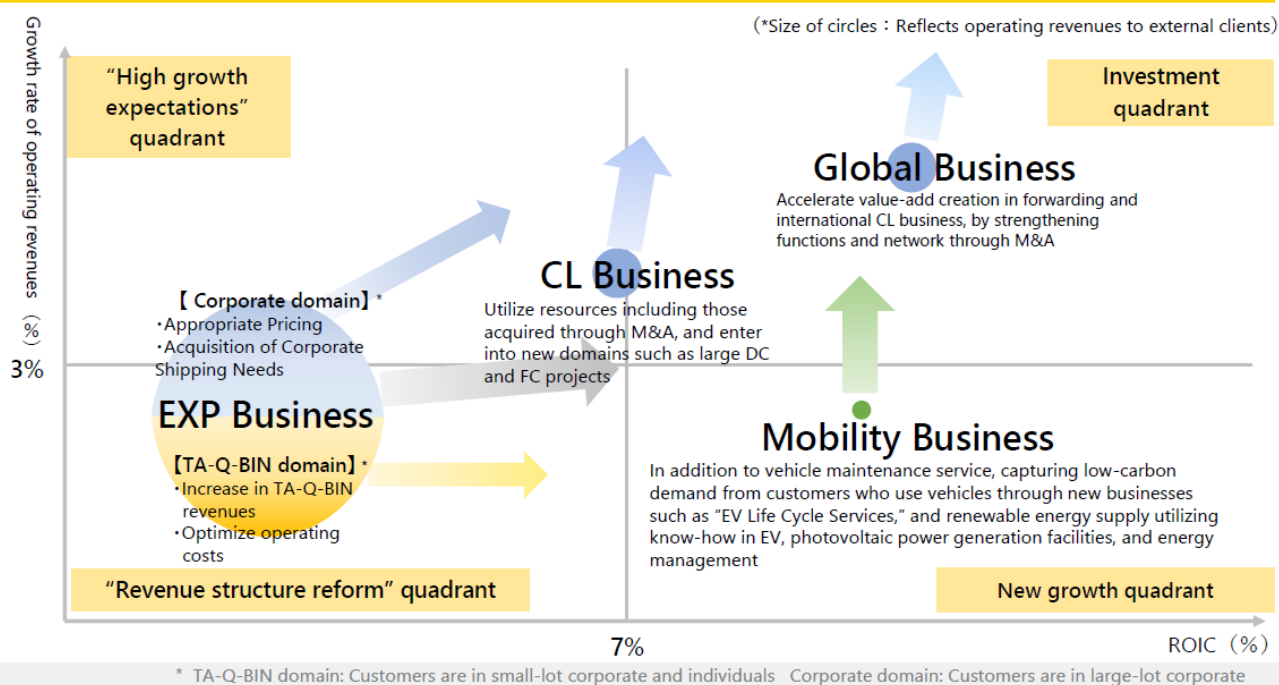 (*Size of circles：Reflects operating revenues to external clients)
Growth rate of operating revenues （%）
“High growth
expectations”
quadrant
Investment
quadrant
Global Business
Accelerate value-add creation in forwarding and
international CL business, by strengthening
functions and network through M&A
CL Business
Utilize resources including those
acquired through M&A, and enter
into new domains such as large DC
and FC projects
【 Corporate domain】 *
・Appropriate Pricing
・Acquisition of Corporate
Shipping Needs
3%
EXP Business
【TA-Q-BIN domain】 *
・Increase in TA-Q-BIN
revenues
・Optimize operating
costs
Mobility Business
In addition to vehicle maintenance service, capturing low-carbon
demand from customers who use vehicles through new businesses
such as “EV Life Cycle Services,” and renewable energy supply utilizing
know-how in EV, photovoltaic power generation facilities, and energy
management
“Revenue structure reform” quadrant
New growth quadrant
7%
ROIC（%）
* TA-Q-BIN domain: Customers are in small-lot corporate and individuals Corporate domain: Customers are in large-lot corporate